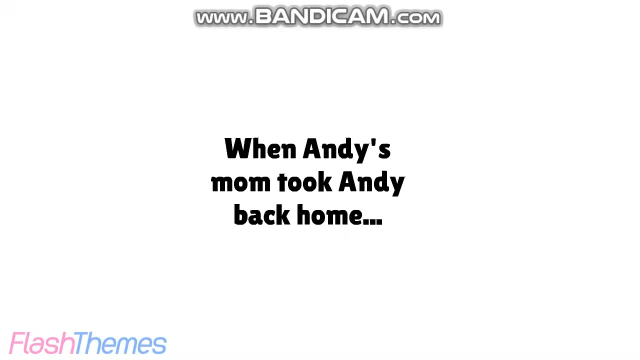 www.BANDICAM.com
When Andy's
mom took Andy
back home...
FlashThemes